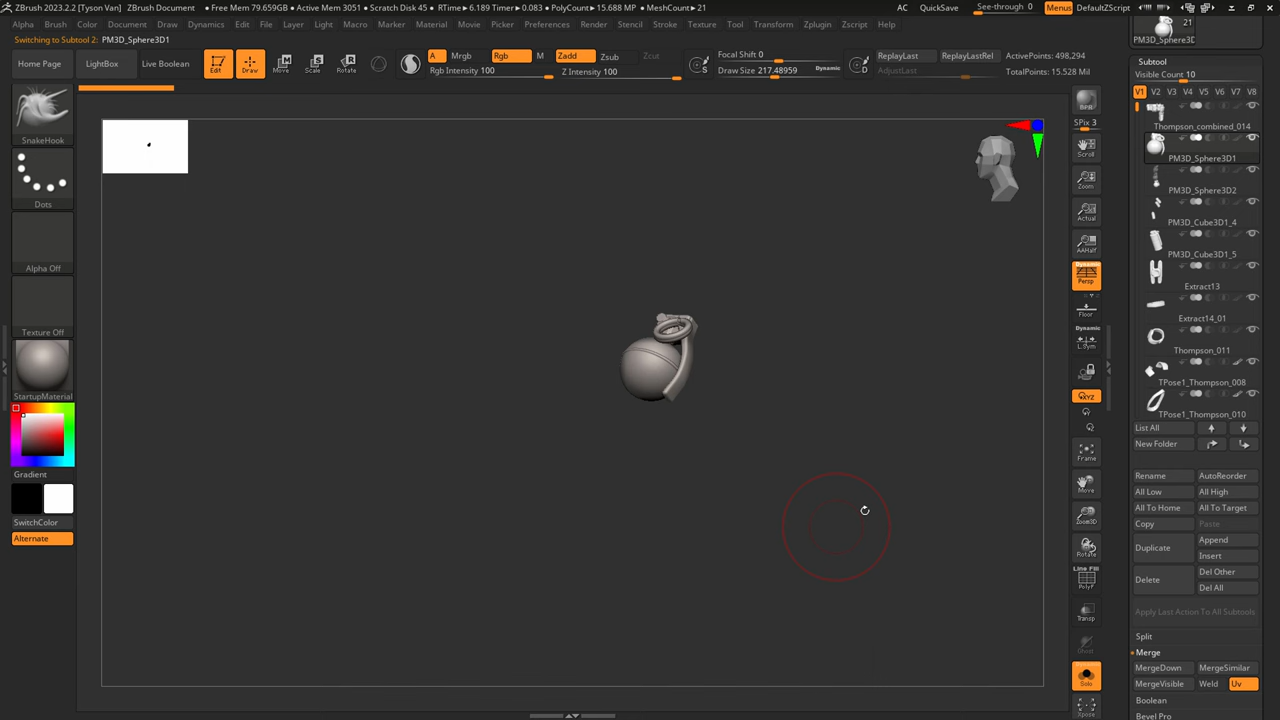 ZBrush 2023.2.2 [Tyson Van] ZBrush Document • Free Mem 79.659GB • Active Mem 3051 • Scratch Disk 45 • RTime▸6.189 Timer▸0.083 • PolyCount▸15.688 MP • MeshCount▸21 AC QuickSave See-through 0 Menus DefaultZScript
Alpha Brush Color Document Draw Dynamics Edit File Layer Light Macro Marker Material Movie Picker Preferences Render Stencil Stroke Texture Tool Transform Zplugin Zscript Help
Switching to Subtool 2: PM3D_Sphere3D1
Home Page LightBox Live Boolean
Edit Draw Move Scale Rotate
A Mrgb Rgb M Zadd Zsub Zcut
Rgb Intensity 100 Z Intensity 100
Focal Shift 0
Draw Size 217.48959 Dynamic
S D
ReplayLast ReplayLastRel
AdjustLast
ActivePoints: 498,294
TotalPoints: 15.528 Mil
SnakeHook
Dots
Alpha Off
Texture Off
StartupMaterial
Gradient
SwitchColor
Alternate
BPR
SPix 3
Scroll
Zoom
Actual
AAHalf
Dynamic
Persp
Floor
Dynamic
L.Sym
XYZ
Frame
Move
Zoom3D
Rotate
Line Fill
PolyF
Transp
Ghost
Dynamic
Solo
Xpose
21
PM3D_Sphere3D
Subtool
Visible Count 10
V1 V2 V3 V4 V5 V6 V7 V8
Thompson_combined_014
PM3D_Sphere3D1
PM3D_Sphere3D2
PM3D_Cube3D1_4
PM3D_Cube3D1_5
Extract13
Extract14_01
Thompson_011
TPose1_Thompson_008
TPose1_Thompson_010
List All
New Folder
Rename AutoReorder
All Low All High
All To Home All To Target
Copy Paste
Duplicate Append
Insert
Delete Del Other
Del All
Apply Last Action To All Subtools
Split
Merge
MergeDown MergeSimilar
MergeVisible Weld Uv
Boolean
Bevel Pro